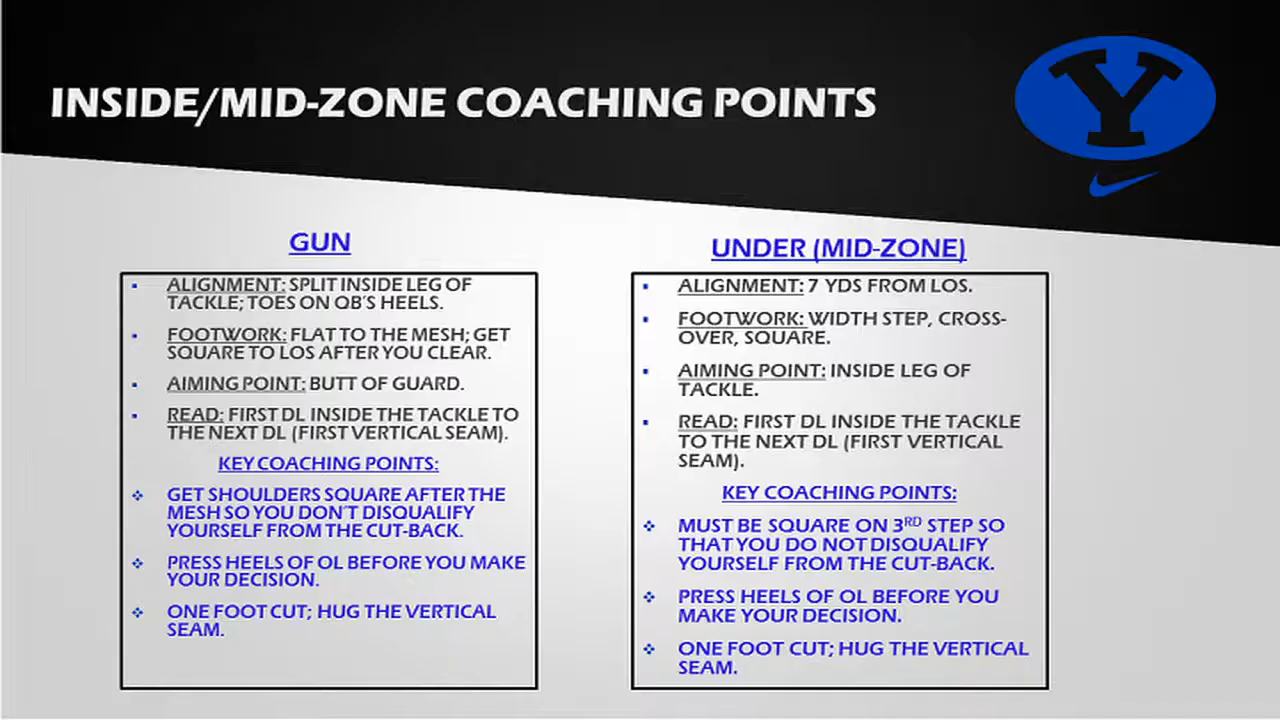 INSIDE/MID-ZONE COACHING POINTS
Y
GUN
ALIGNMENT: SPLIT INSIDE LEG OF
TACKLE; TOES ON QB'S HEELS.
FOOTWORK: FLAT TO THE MESH; GET
SQUARE TO LOS AFTER YOU CLEAR.
AIMING POINT: BUTT OF GUARD.
READ: FIRST DL INSIDE THE TACKLE TO
THE NEXT DL (FIRST VERTICAL SEAM).
KEY COACHING POINTS:
GET SHOULDERS SQUARE AFTER THE
MESH SO YOU DON'T DISQUALIFY
YOURSELF FROM THE CUT-BACK.
PRESS HEELS OF OL BEFORE YOU MAKE
YOUR DECISION.
ONE FOOT CUT; HUG THE VERTICAL
SEAM.
UNDER (MID-ZONE)
ALIGNMENT: 7 YDS FROM LOS.
FOOTWORK: WIDTH STEP, CROSS-
OVER, SQUARE.
AIMING POINT: INSIDE LEG OF
TACKLE.
READ: FIRST DL INSIDE THE TACKLE
TO THE NEXT DL (FIRST VERTICAL
SEAM).
KEY COACHING POINTS:
MUST BE SQUARE ON 3RD STEP SO
THAT YOU DO NOT DISQUALIFY
YOURSELF FROM THE CUT-BACK.
PRESS HEELS OF OL BEFORE YOU
MAKE YOUR DECISION.
ONE FOOT CUT; HUG THE VERTICAL
SEAM.